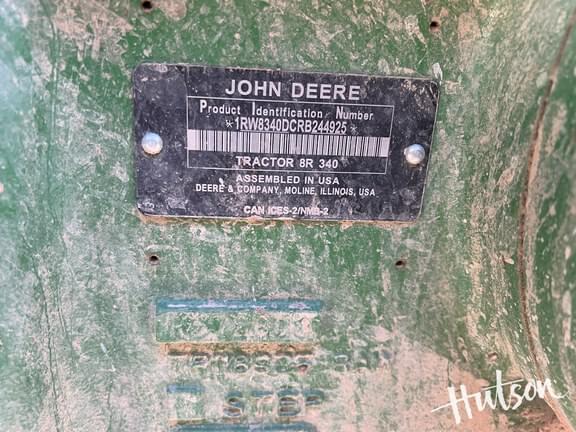 JOHN DEERE
Product Identification Number
*1RW8340DCRB244925*
TRACTOR 8R 340
ASSEMBLED IN USA
DEERE & COMPANY, MOLINE, ILLINOIS, USA
CAN ICES-2/NMB-2
STEP
Hutson